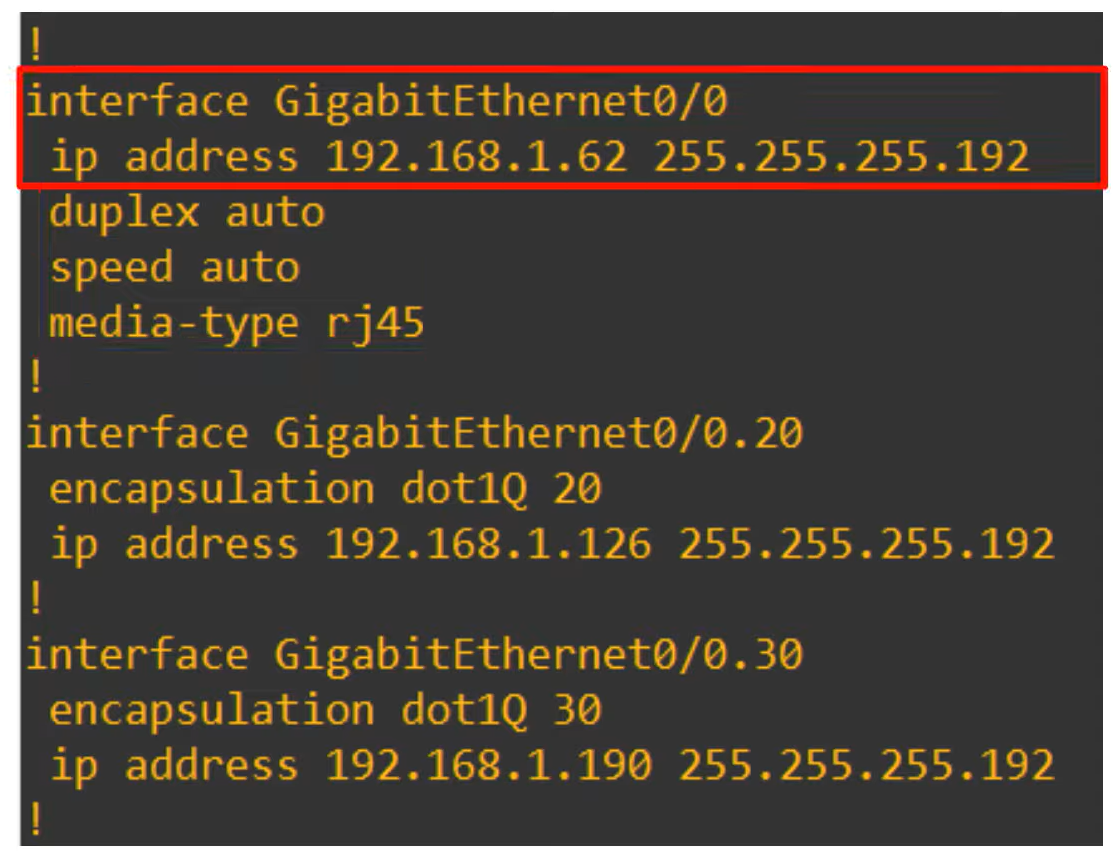 !
interface GigabitEthernet0/0
 ip address 192.168.1.62 255.255.255.192
 duplex auto
 speed auto
 media-type rj45
!
interface GigabitEthernet0/0.20
 encapsulation dot1Q 20
 ip address 192.168.1.126 255.255.255.192
!
interface GigabitEthernet0/0.30
 encapsulation dot1Q 30
 ip address 192.168.1.190 255.255.255.192
!